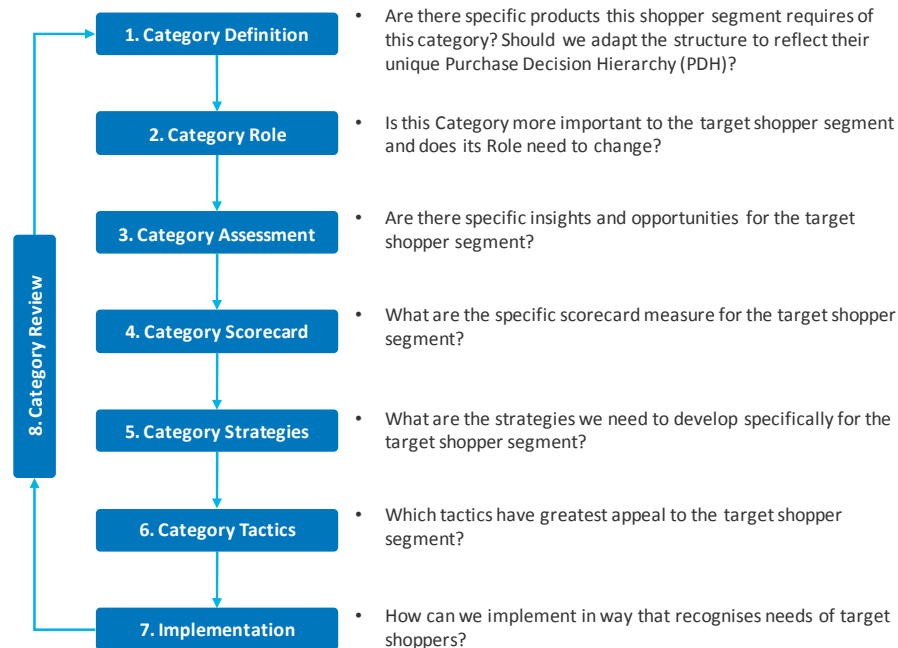 1. Category Definition
• Are there specific products this shopper segment requires of
this category? Should we adapt the structure to reflect their
unique Purchase Decision Hierarchy (PDH)?
2. Category Role
• Is this Category more important to the target shopper segment
and does its Role need to change?
3. Category Assessment
• Are there specific insights and opportunities for the target
shopper segment?
4. Category Scorecard
• What are the specific scorecard measure for the target shopper
segment?
5. Category Strategies
• What are the strategies we need to develop specifically for the
target shopper segment?
6. Category Tactics
• Which tactics have greatest appeal to the target shopper
segment?
7. Implementation
• How can we implement in way that recognises needs of target
shoppers?
8. Category Review